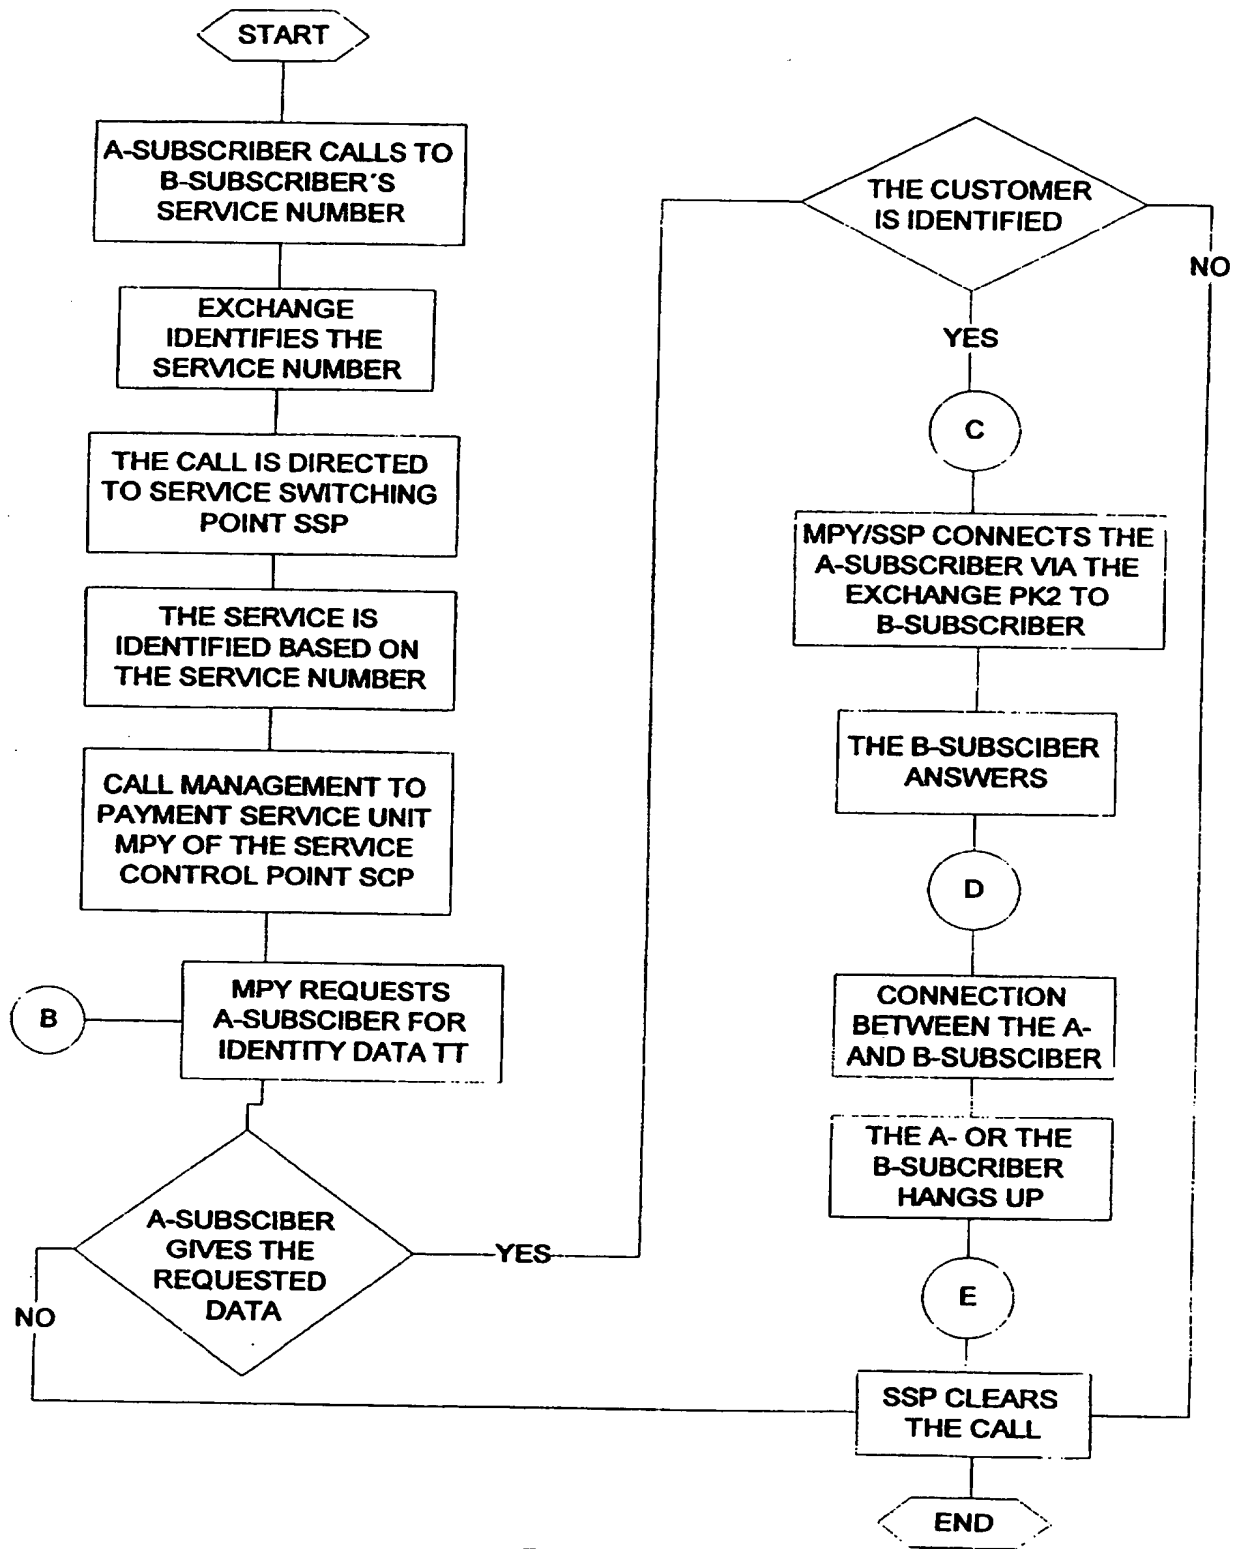 START
A-SUBSCRIBER CALLS TO
B-SUBSCRIBER´S
SERVICE NUMBER
EXCHANGE
IDENTIFIES THE
SERVICE NUMBER
THE CALL IS DIRECTED
TO SERVICE SWITCHING
POINT SSP
THE SERVICE IS
IDENTIFIED BASED ON
THE SERVICE NUMBER
CALL MANAGEMENT TO
PAYMENT SERVICE UNIT
MPY OF THE SERVICE
CONTROL POINT SCP
B
MPY REQUESTS
A-SUBSCIBER FOR
IDENTITY DATA TT
A-SUBSCIBER
GIVES THE
REQUESTED
DATA
NO
YES
THE CUSTOMER
IS IDENTIFIED
NO
YES
C
MPY/SSP CONNECTS THE
A-SUBSCRIBER VIA THE
EXCHANGE PK2 TO
B-SUBSCRIBER
THE B-SUBSCIBER
ANSWERS
D
CONNECTION
BETWEEN THE A-
AND B-SUBSCIBER
THE A- OR THE
B-SUBCRIBER
HANGS UP
E
SSP CLEARS
THE CALL
END